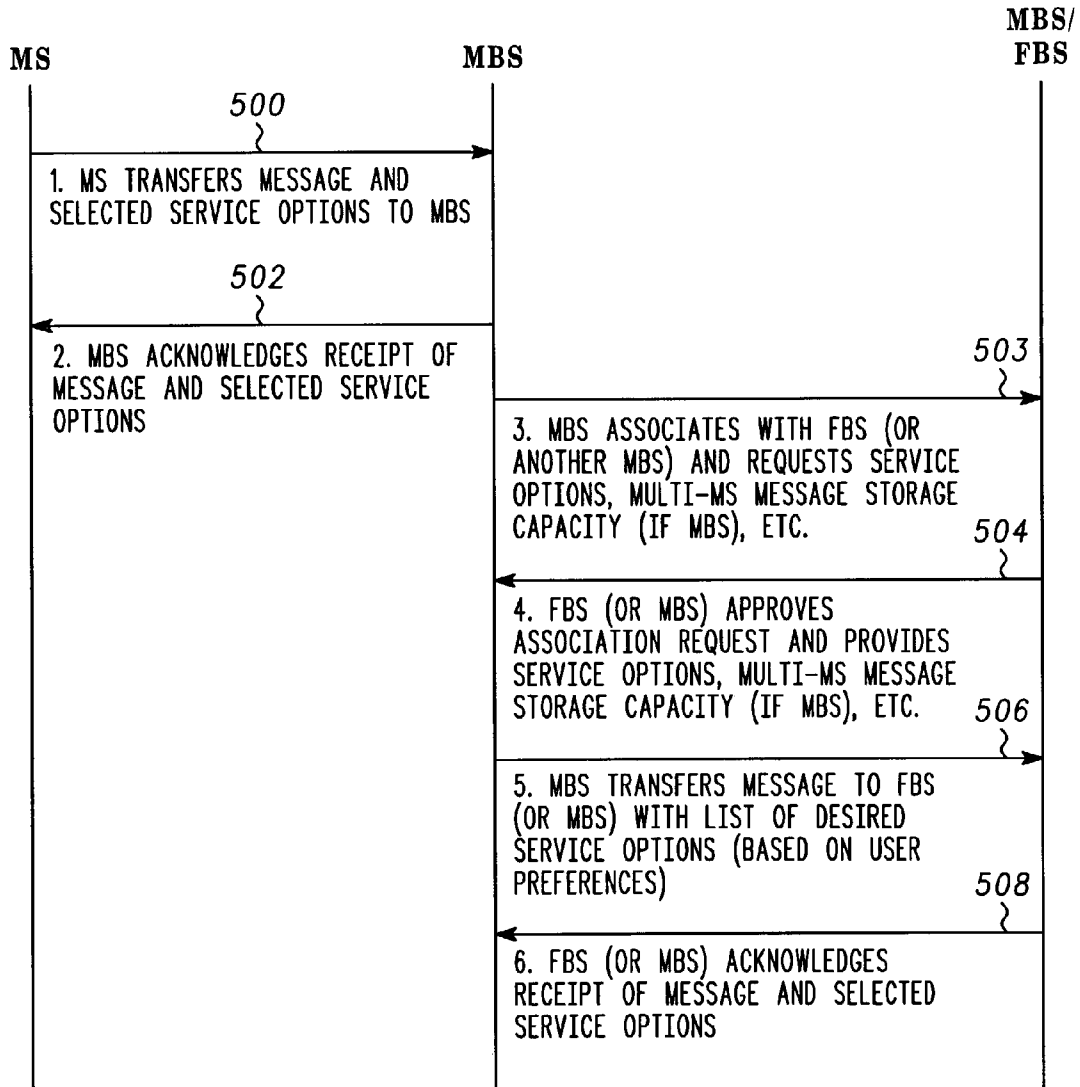 MS
MBS
MBS/
FBS
500
1. MS TRANSFERS MESSAGE AND
SELECTED SERVICE OPTIONS TO MBS
502
2. MBS ACKNOWLEDGES RECEIPT OF
MESSAGE AND SELECTED SERVICE
OPTIONS
503
3. MBS ASSOCIATES WITH FBS (OR
ANOTHER MBS) AND REQUESTS SERVICE
OPTIONS, MULTI-MS MESSAGE STORAGE
CAPACITY (IF MBS), ETC.
504
4. FBS (OR MBS) APPROVES
ASSOCIATION REQUEST AND PROVIDES
SERVICE OPTIONS, MULTI-MS MESSAGE
STORAGE CAPACITY (IF MBS), ETC.
506
5. MBS TRANSFERS MESSAGE TO FBS
(OR MBS) WITH LIST OF DESIRED
SERVICE OPTIONS (BASED ON USER
PREFERENCES)
508
6. FBS (OR MBS) ACKNOWLEDGES
RECEIPT OF MESSAGE AND SELECTED
SERVICE OPTIONS